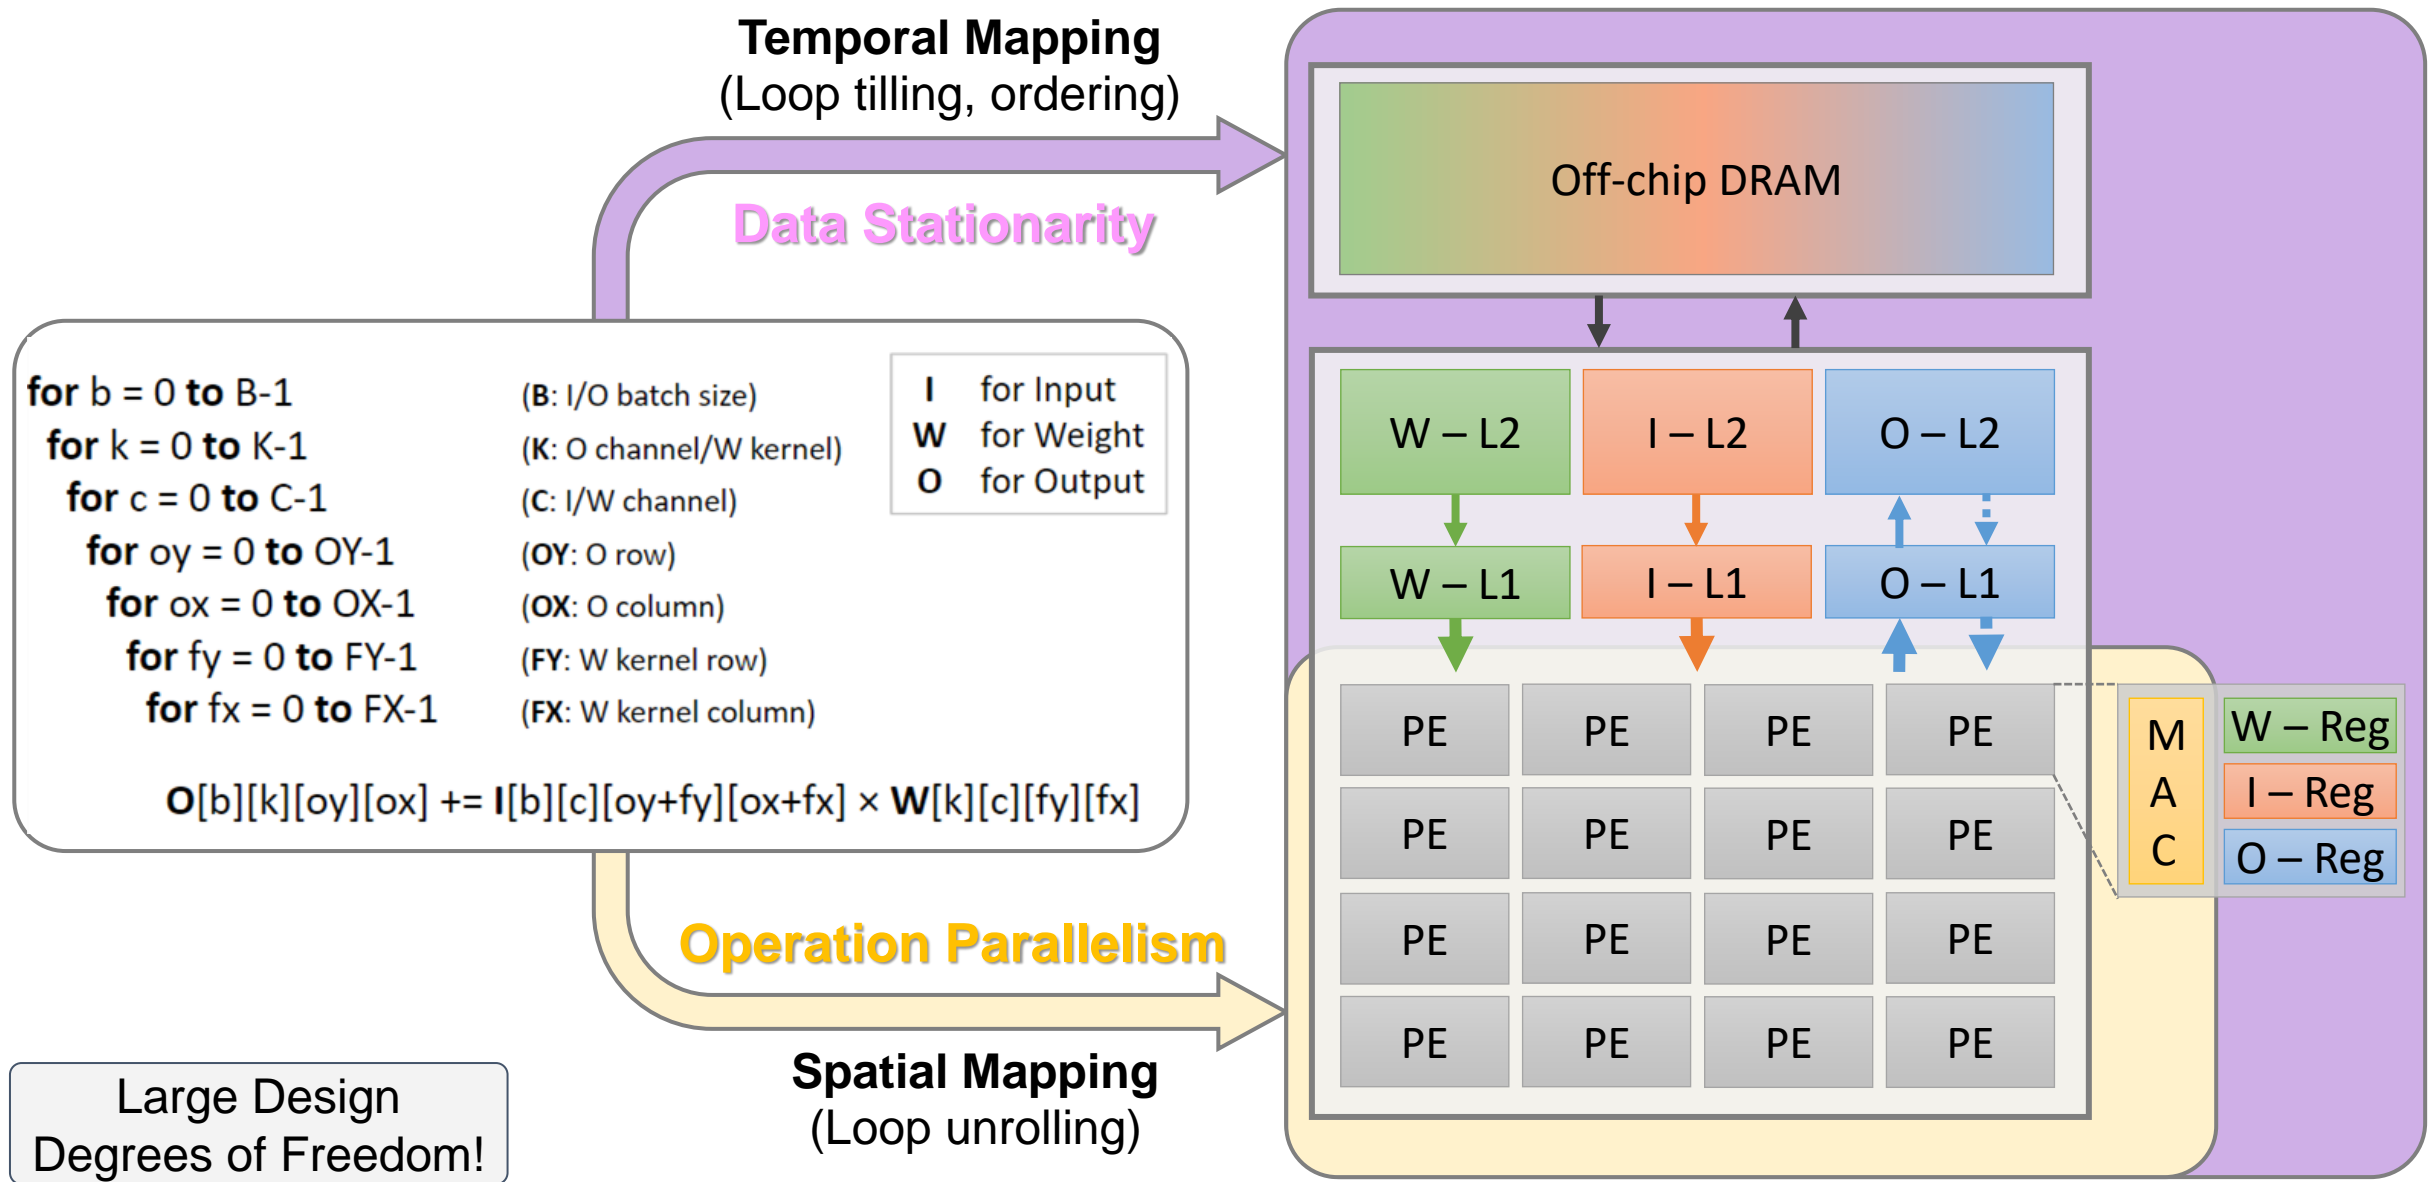 Temporal Mapping
(Loop tilling, ordering)
Data Stationarity
for b = 0 to B-1 (B: I/O batch size)
for k = 0 to K-1 (K: O channel/W kernel)
for c = 0 to C-1 (C: I/W channel)
for oy = 0 to OY-1 (OY: O row)
for ox = 0 to OX-1 (OX: O column)
for fy = 0 to FY-1 (FY: W kernel row)
for fx = 0 to FX-1 (FX: W kernel column)
O[b][k][oy][ox] += I[b][c][oy+fy][ox+fx] × W[k][c][fy][fx]
I for Input
W for Weight
O for Output
Operation Parallelism
Spatial Mapping
(Loop unrolling)
Large Design
Degrees of Freedom!
Off-chip DRAM
W – L2 I – L2 O – L2
W – L1 I – L1 O – L1
PE PE PE PE
PE PE PE PE
PE PE PE PE
PE PE PE PE
M
A
C
W – Reg
I – Reg
O – Reg